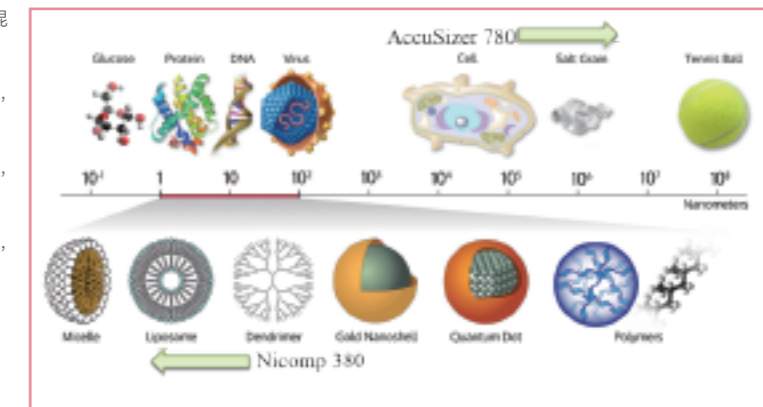 混
，
，
，
AccuSizer 780
Glucose Protein DNA Virus Cell Salt Grain Tennis Ball
10⁻¹ 1 10 10² 10³ 10⁴ 10⁵ 10⁶ 10⁷ 10⁸
Nanometers
Micelle Liposome Dendrimer Gold Nanoshell Quantum Dot Polymers
Nicomp 380